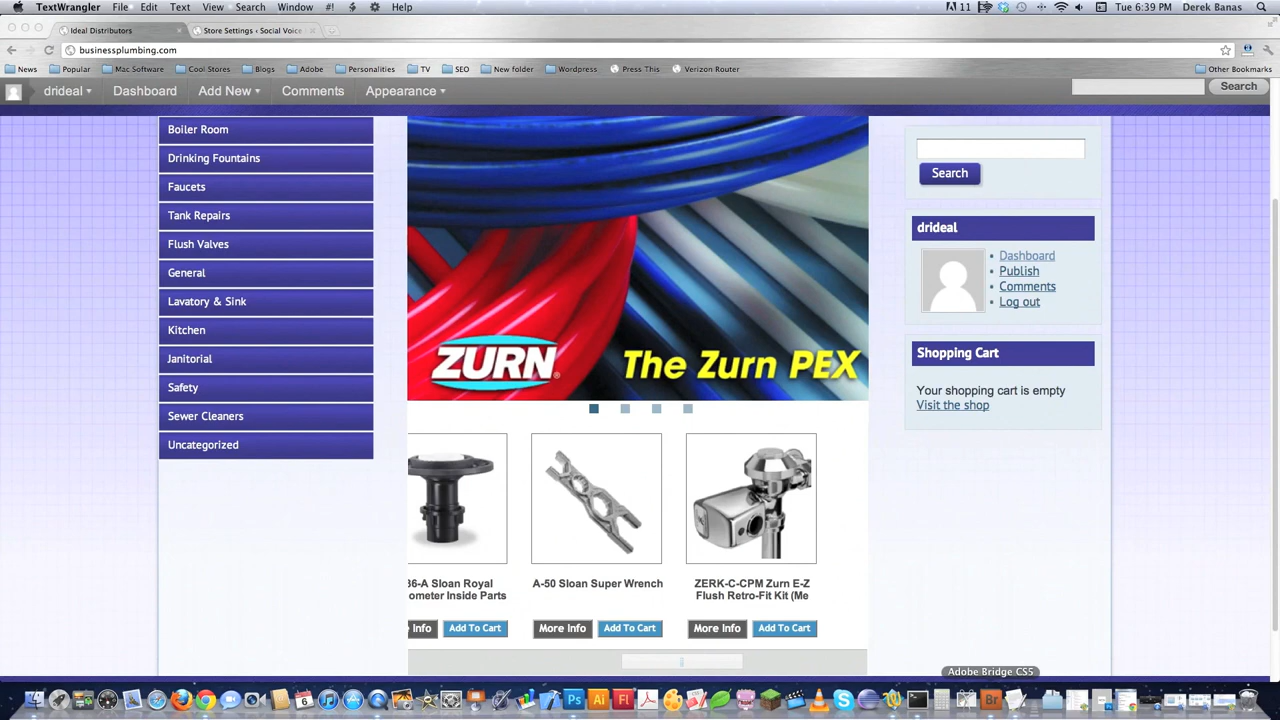 TextWrangler File Edit Text View Search Window #! Help 11 Tue 6:39 PM Derek Banas
Ideal Distributors Store Settings ‹ Social Voice
businessplumbing.com
News Popular Mac Software Cool Stores Blogs Adobe Personalities TV SEO New folder Wordpress Press This Verizon Router Other Bookmarks
drideal Dashboard Add New Comments Appearance Search
Boiler Room
Drinking Fountains
Faucets
Tank Repairs
Flush Valves
General
Lavatory & Sink
Kitchen
Janitorial
Safety
Sewer Cleaners
Uncategorized
ZURN The Zurn PEX
36-A Sloan Royal
ometer Inside Parts
e Info Add To Cart
A-50 Sloan Super Wrench
More Info Add To Cart
ZERK-C-CPM Zurn E-Z
Flush Retro-Fit Kit (Me
More Info Add To Cart
Search
drideal
Dashboard
Publish
Comments
Log out
Shopping Cart
Your shopping cart is empty
Visit the shop
Adobe Bridge CS5
6 Ps Ai Fl Br